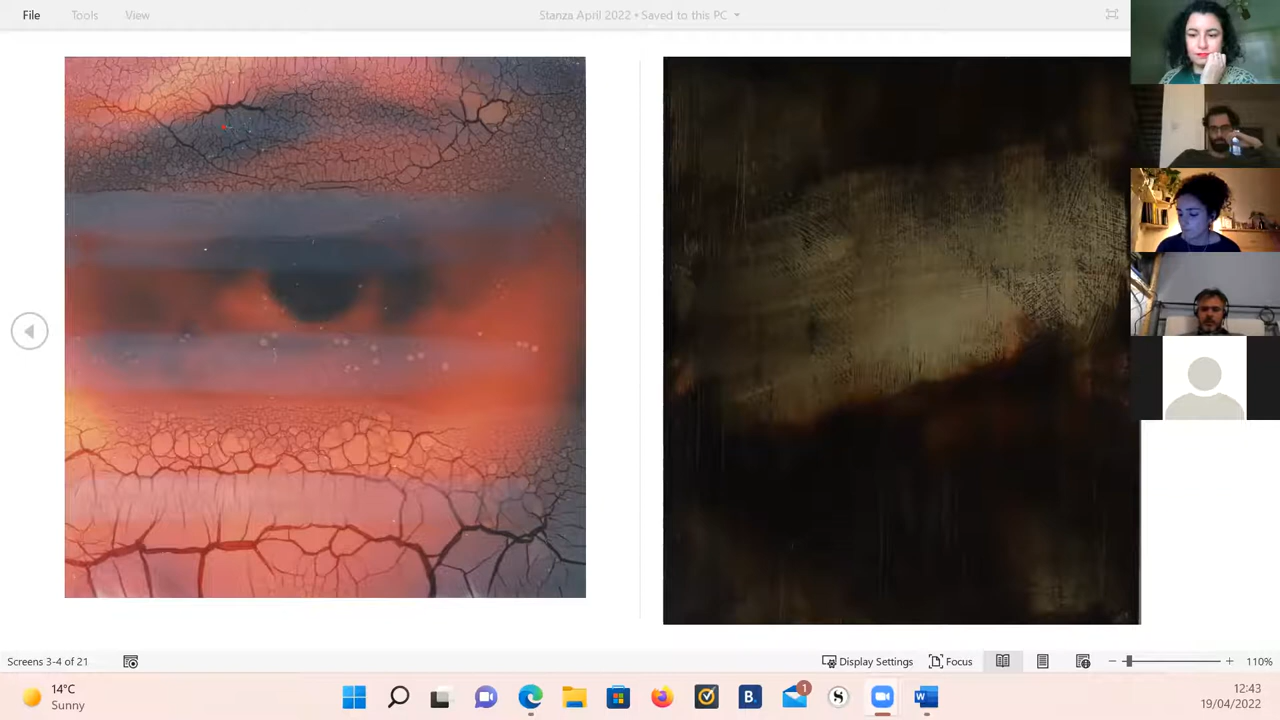 File Tools View Stanza April 2022 • Saved to this PC
Screens 3-4 of 21 Display Settings Focus 110%
14°C
Sunny
1
B.
S
W
12:43
19/04/2022